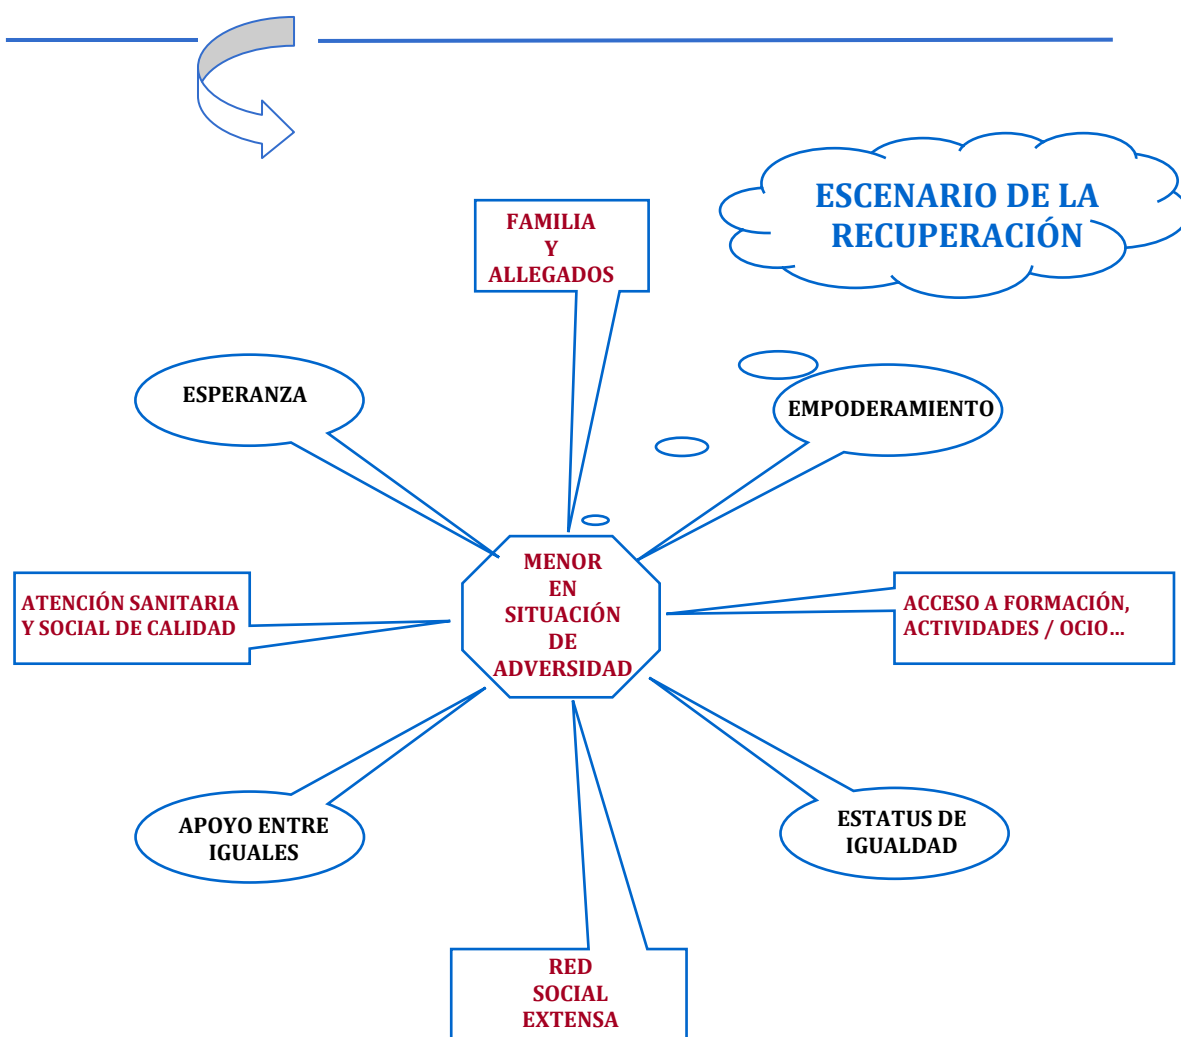 ESCENARIO DE LA
RECUPERACIÓN
FAMILIA
Y
ALLEGADOS
ESPERANZA
EMPODERAMIENTO
MENOR
EN
SITUACIÓN
DE
ADVERSIDAD
ATENCIÓN SANITARIA
Y SOCIAL DE CALIDAD
ACCESO A FORMACIÓN,
ACTIVIDADES / OCIO...
APOYO ENTRE
IGUALES
ESTATUS DE
IGUALDAD
RED
SOCIAL
EXTENSA